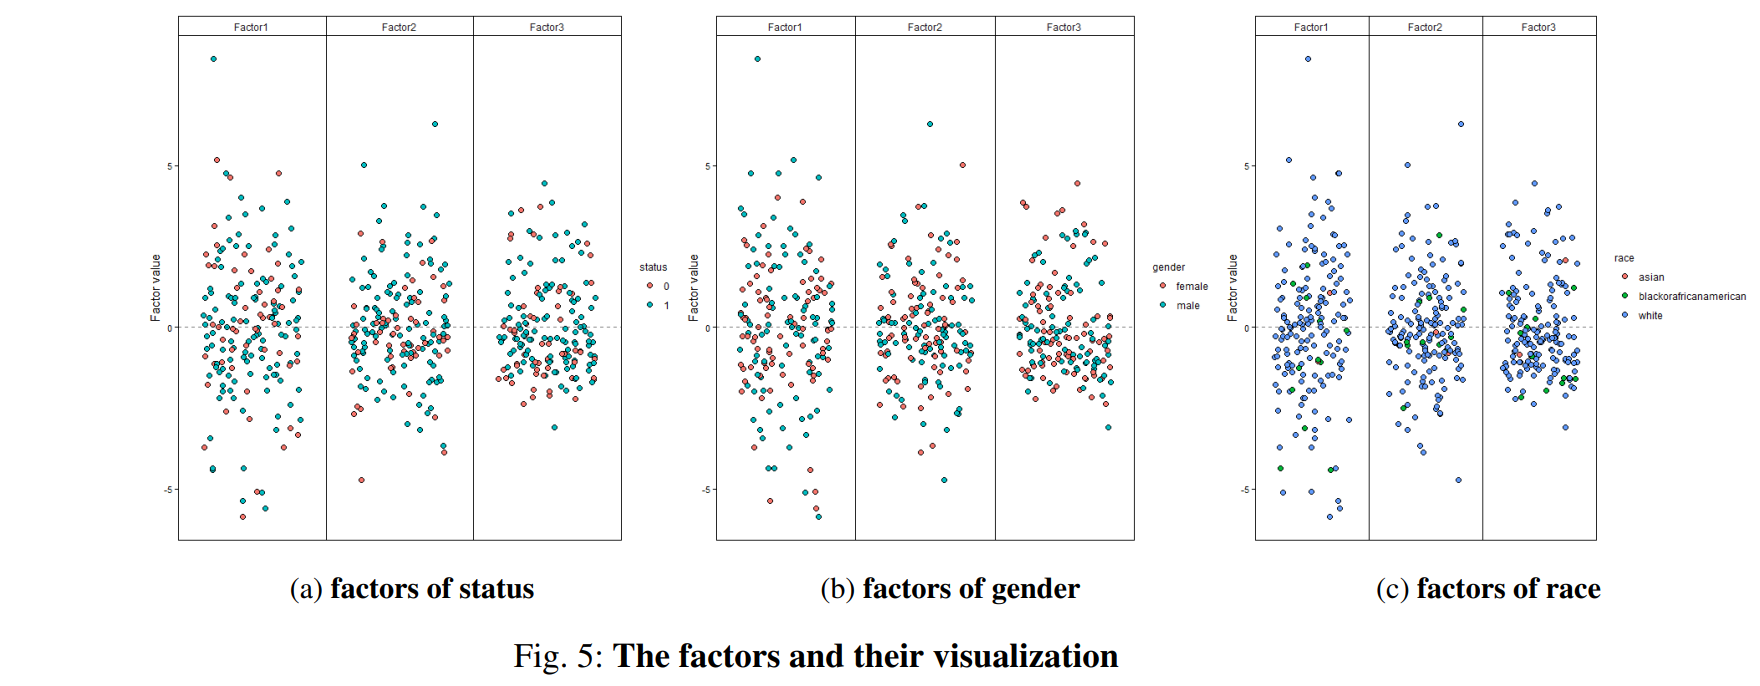 Factor1 Factor2 Factor3
5
0
-5
Factor value
status
0
1
(a) factors of status
Factor1 Factor2 Factor3
5
0
-5
Factor value
gender
female
male
(b) factors of gender
Factor1 Factor2 Factor3
5
0
-5
Factor value
race
asian
blackorafricanamerican
white
(c) factors of race
Fig. 5: The factors and their visualization